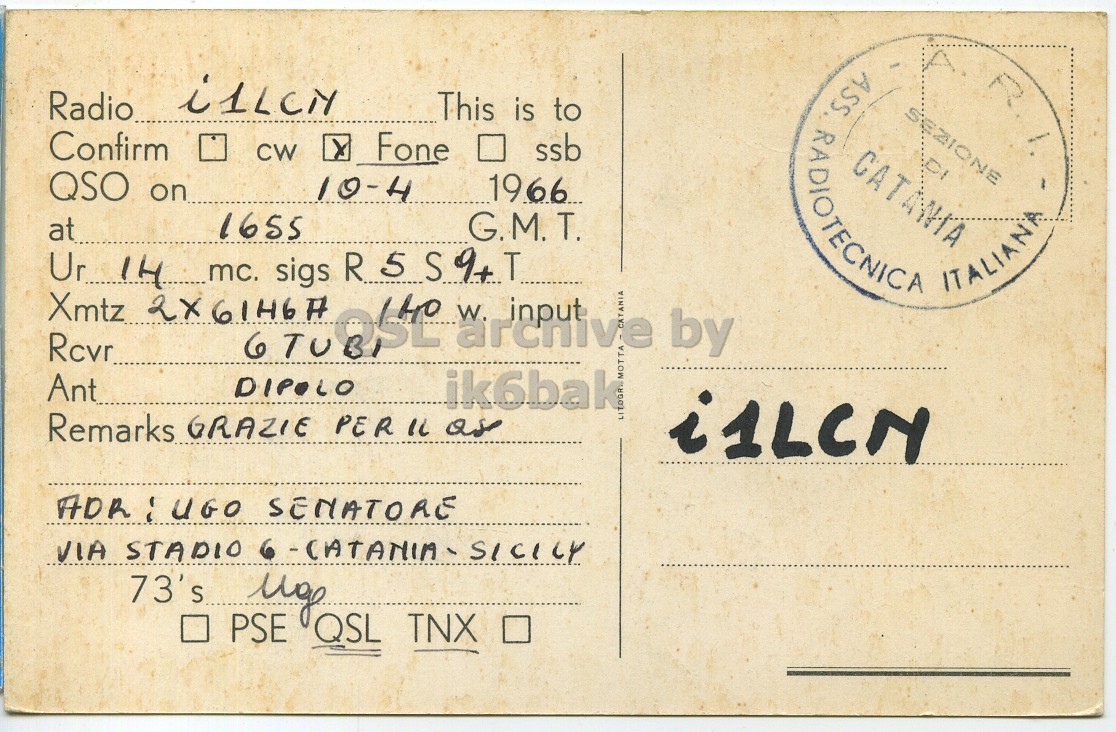 Radio i1LCN This is to
Confirm cw X Fone ssb
QSO on 10-4 1966
at 1655 G.M.T.
Ur 14 mc. sigs R 5 S 9+ T
Xmtz 2X6146A 140 w. input
Rcvr 6 TUBI
Ant DIPOLO
Remarks GRAZIE PER IL QSO
ADR: UGO SENATORE
VIA STADIO 6 - CATANIA - SICILY
73's Ugo
PSE QSL TNX
LITOGR. MOTTA - CATANIA
- A. R. I. -
ASS. RADIOTECNICA ITALIANA
SEZIONE
DI
CATANIA
i1LCN
QSL archive by
ik6bak